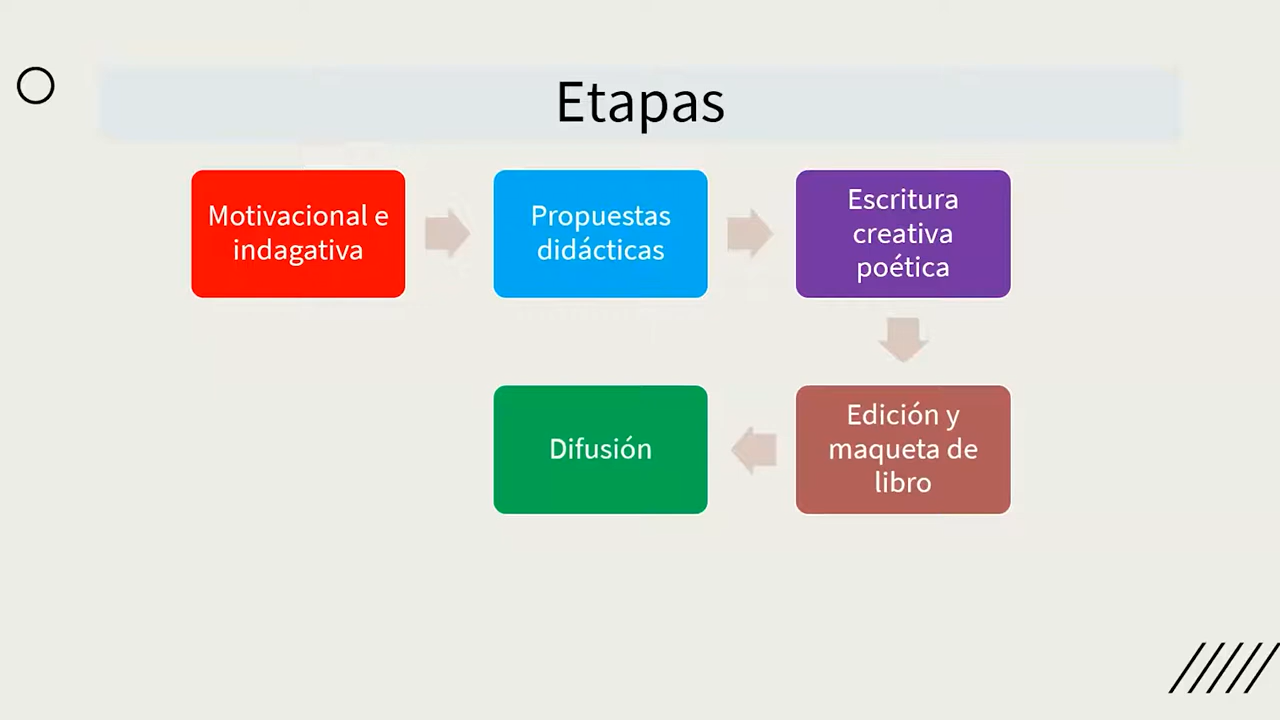 Etapas
Motivacional e
indagativa
Propuestas
didácticas
Escritura
creativa
poética
Edición y
maqueta de
libro
Difusión